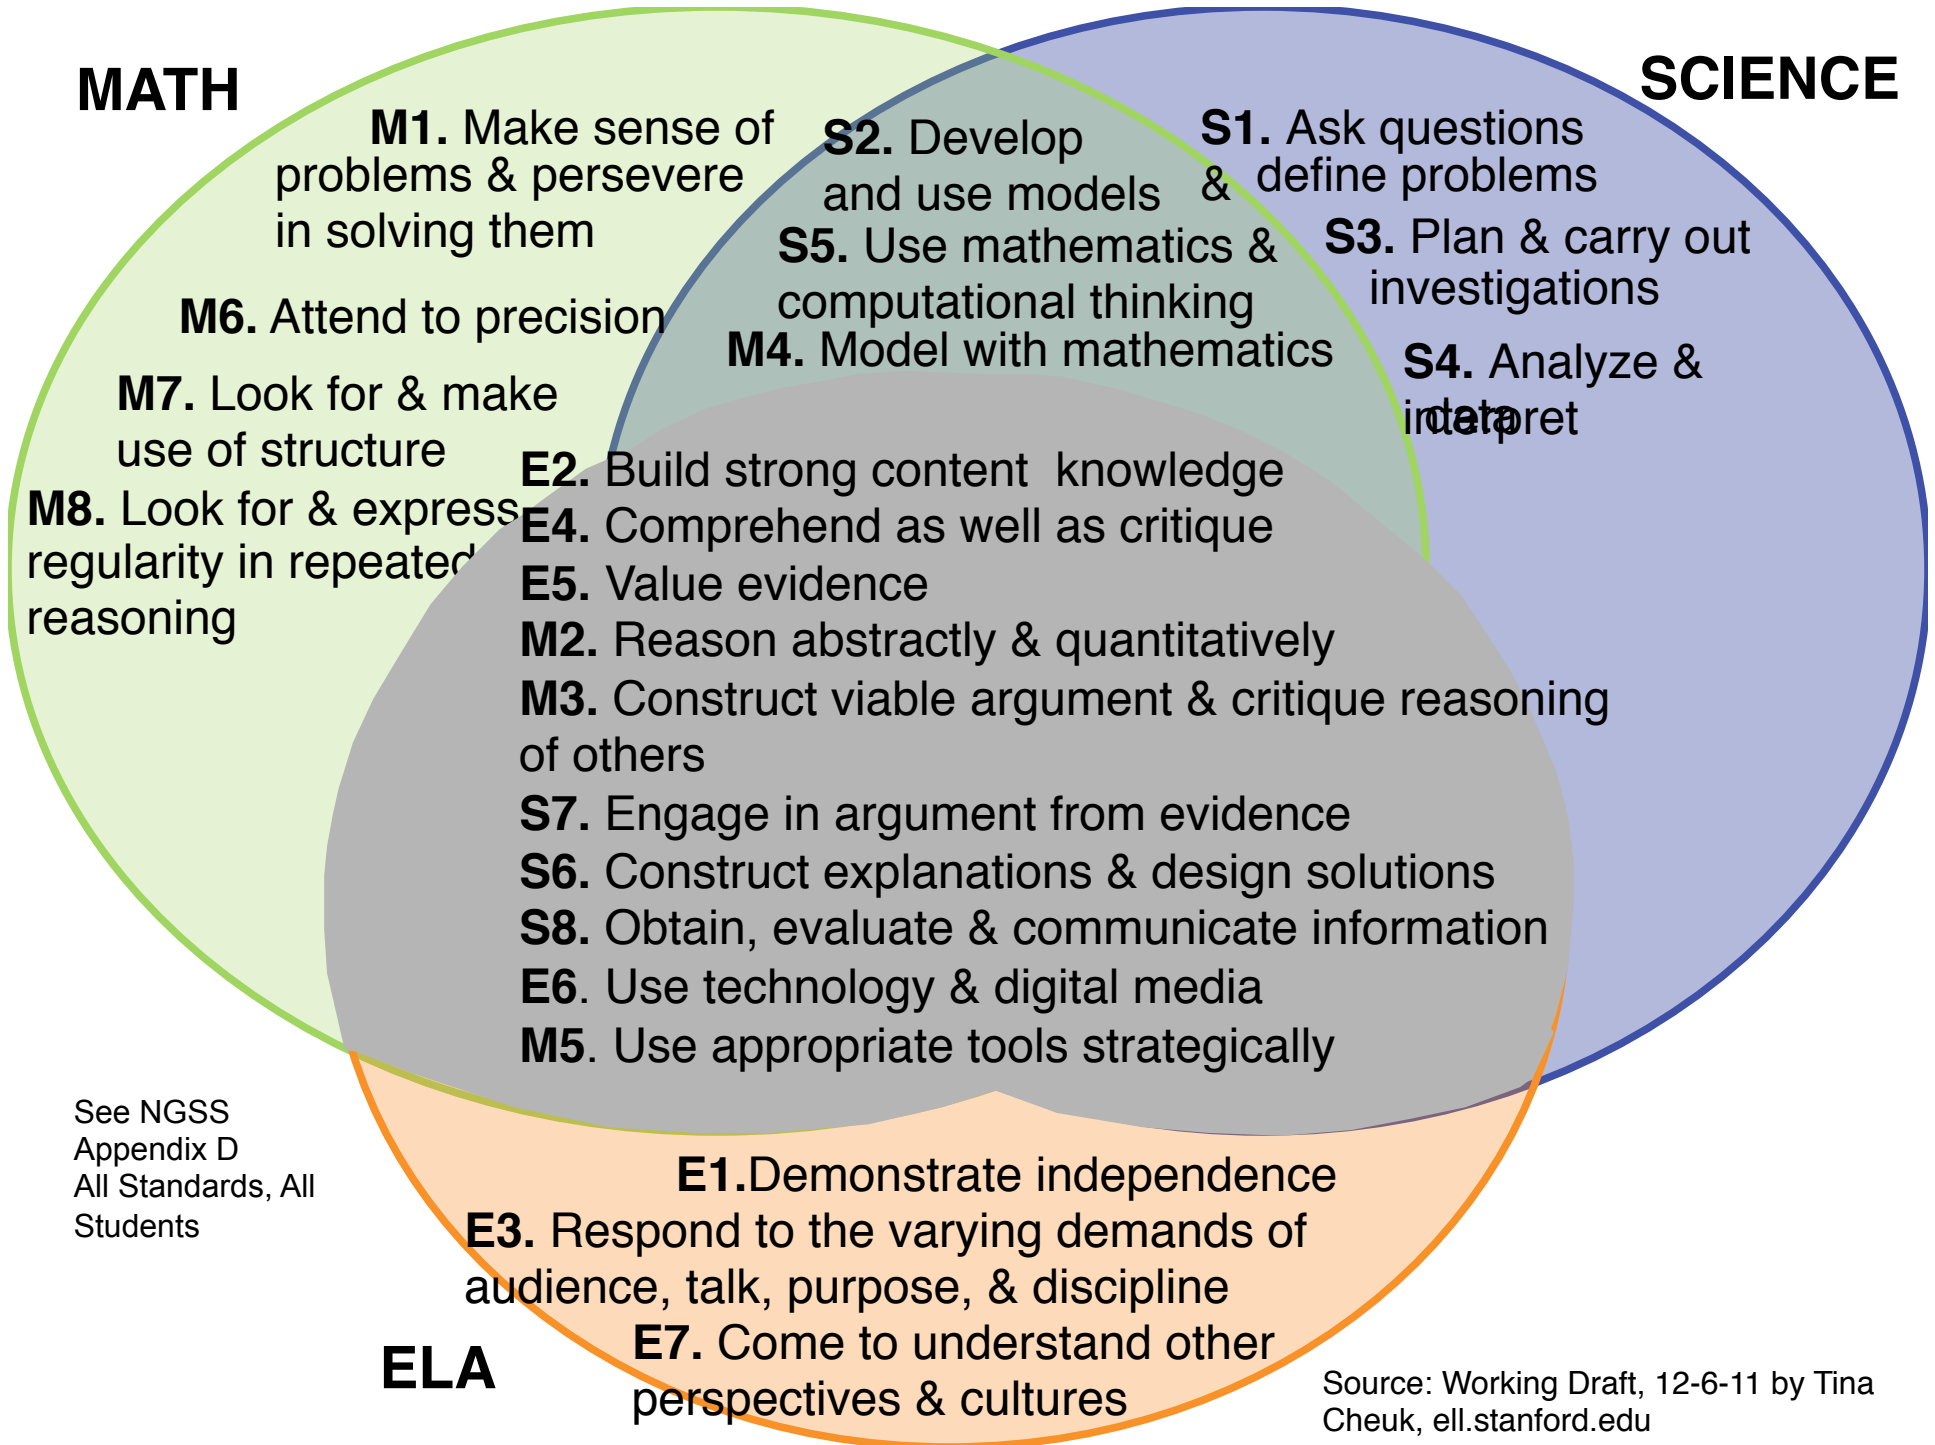 MATH
SCIENCE
M1. Make sense of
problems & persevere
in solving them
M6. Attend to precision
M7. Look for & make
use of structure
M8. Look for & express
regularity in repeated
reasoning
S2. Develop
and use models
S5. Use mathematics &
computational thinking
M4. Model with mathematics
S1. Ask questions
& define problems
S3. Plan & carry out
investigations
S4. Analyze &
interpret
data
E2. Build strong content knowledge
E4. Comprehend as well as critique
E5. Value evidence
M2. Reason abstractly & quantitatively
M3. Construct viable argument & critique reasoning
of others
S7. Engage in argument from evidence
S6. Construct explanations & design solutions
S8. Obtain, evaluate & communicate information
E6. Use technology & digital media
M5. Use appropriate tools strategically
See NGSS
Appendix D
All Standards, All
Students
E1.Demonstrate independence
E3. Respond to the varying demands of
audience, talk, purpose, & discipline
E7. Come to understand other
perspectives & cultures
ELA
Source: Working Draft, 12-6-11 by Tina
Cheuk, ell.stanford.edu